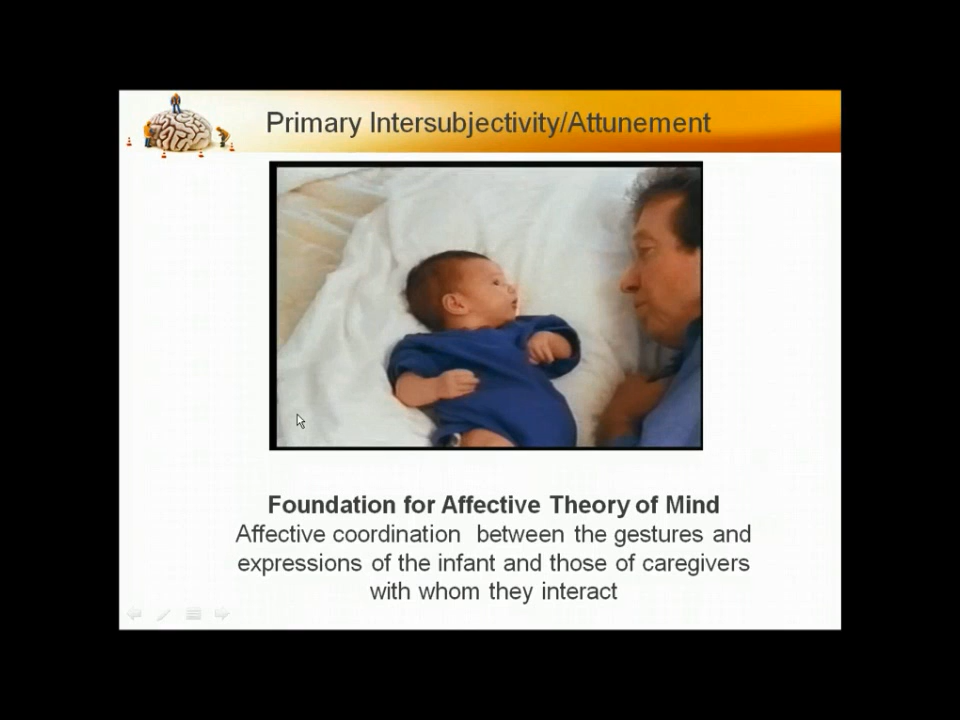 Primary Intersubjectivity/Attunement
Foundation for Affective Theory of Mind
Affective coordination between the gestures and
expressions of the infant and those of caregivers
with whom they interact